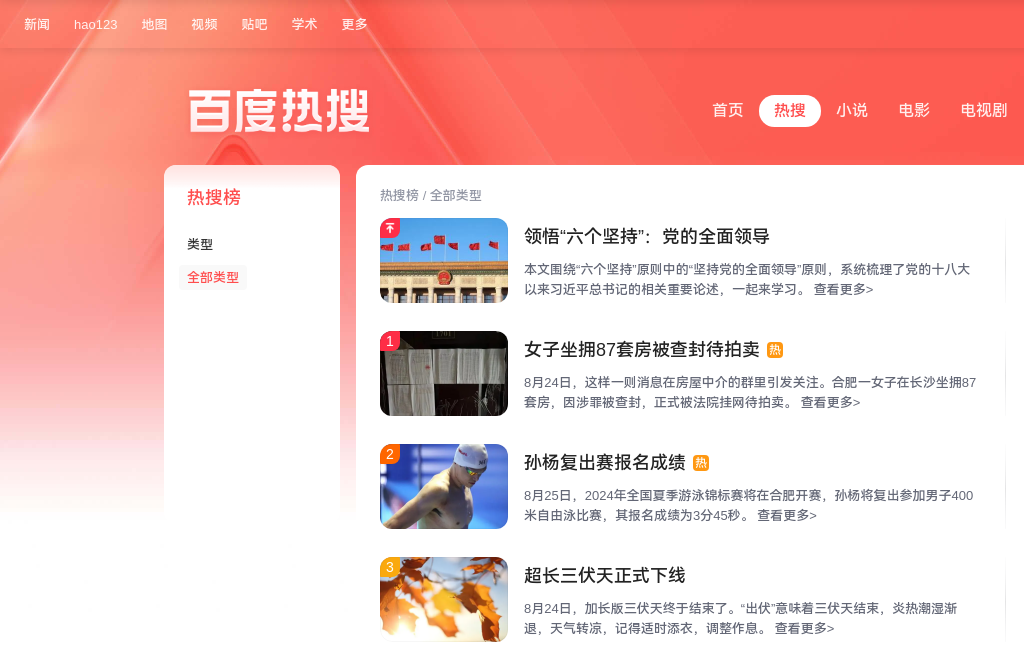 新闻 hao123 地图 视频 贴吧 学术 更多
百度热搜
首页 热搜 小说 电影 电视剧
热搜榜
类型
全部类型
热搜榜 / 全部类型
领悟“六个坚持”：党的全面领导
本文围绕“六个坚持”原则中的“坚持党的全面领导”原则，系统梳理了党的十八大
以来习近平总书记的相关重要论述，一起来学习。 查看更多>
1
女子坐拥87套房被查封待拍卖 热
8月24日，这样一则消息在房屋中介的群里引发关注。合肥一女子在长沙坐拥87
套房，因涉罪被查封，正式被法院挂网待拍卖。 查看更多>
2
孙杨复出赛报名成绩 热
8月25日，2024年全国夏季游泳锦标赛将在合肥开赛，孙杨将复出参加男子400
米自由泳比赛，其报名成绩为3分45秒。 查看更多>
3
超长三伏天正式下线
8月24日，加长版三伏天终于结束了。“出伏”意味着三伏天结束，炎热潮湿渐
退，天气转凉，记得适时添衣，调整作息。 查看更多>